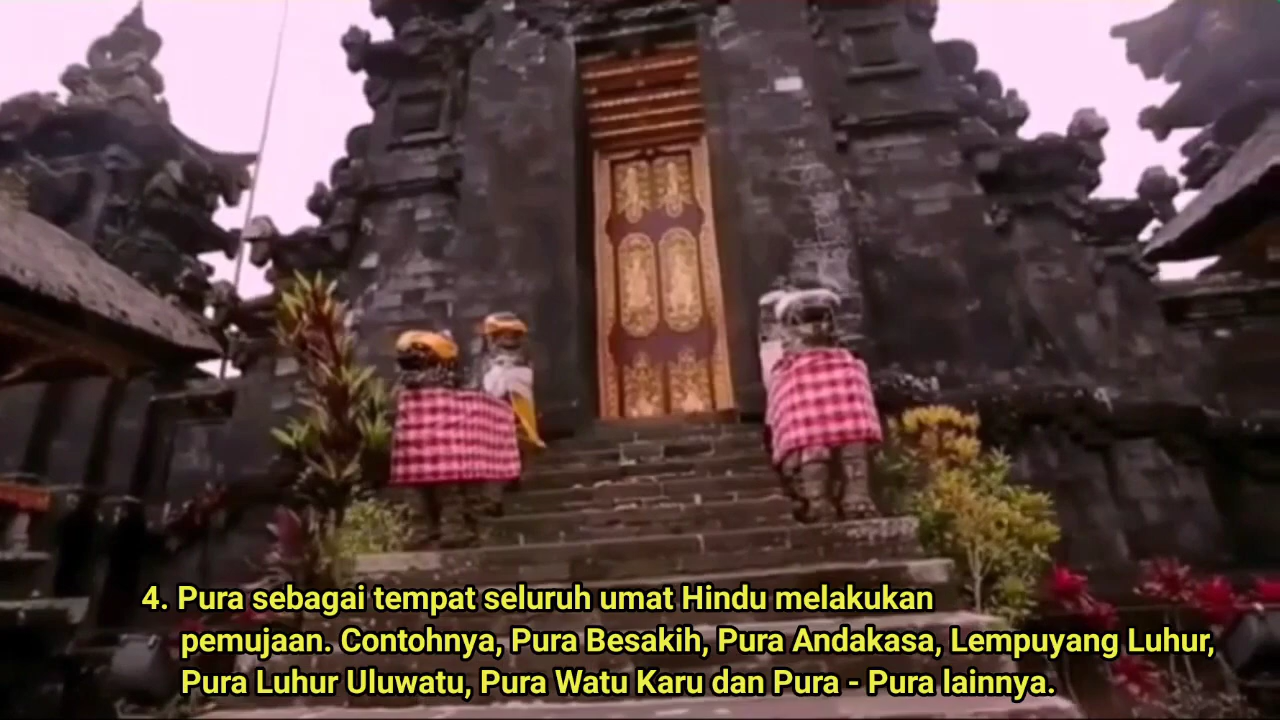 4. Pura sebagai tempat seluruh umat Hindu melakukan
pemujaan. Contohnya, Pura Besakih, Pura Andakasa, Lempuyang Luhur,
Pura Luhur Uluwatu, Pura Watu Karu dan Pura - Pura lainnya.